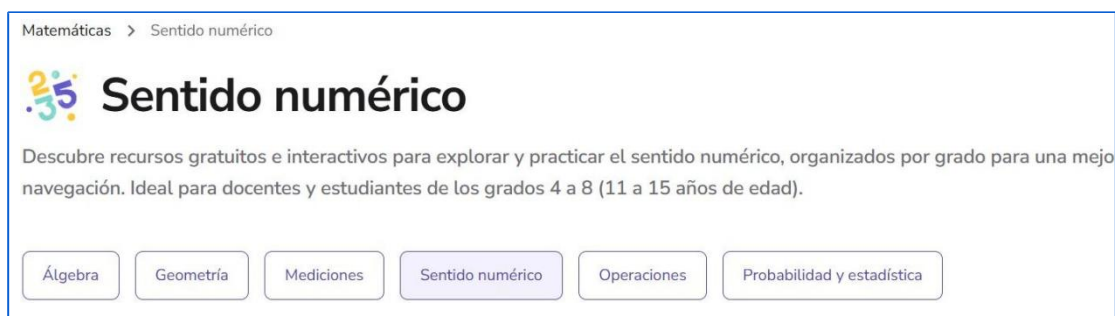 Matemáticas > Sentido numérico
Sentido numérico
Descubre recursos gratuitos e interactivos para explorar y practicar el sentido numérico, organizados por grado para una mejo
navegación. Ideal para docentes y estudiantes de los grados 4 a 8 (11 a 15 años de edad).
Álgebra Geometría Mediciones Sentido numérico Operaciones Probabilidad y estadística